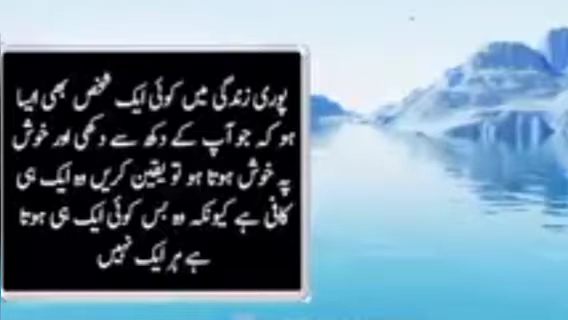 پوری زندگی میں کوئی ایک شخص بھی ایسا
ہو کہ جو آپ کے دکھ سے دکھی اور خوش
پہ خوش ہوتا ہو تو یقین کریں وہ ایک ہی
کافی ہے کیونکہ وہ بس کوئی ایک ہی ہوتا
ہے ہر ایک نہیں